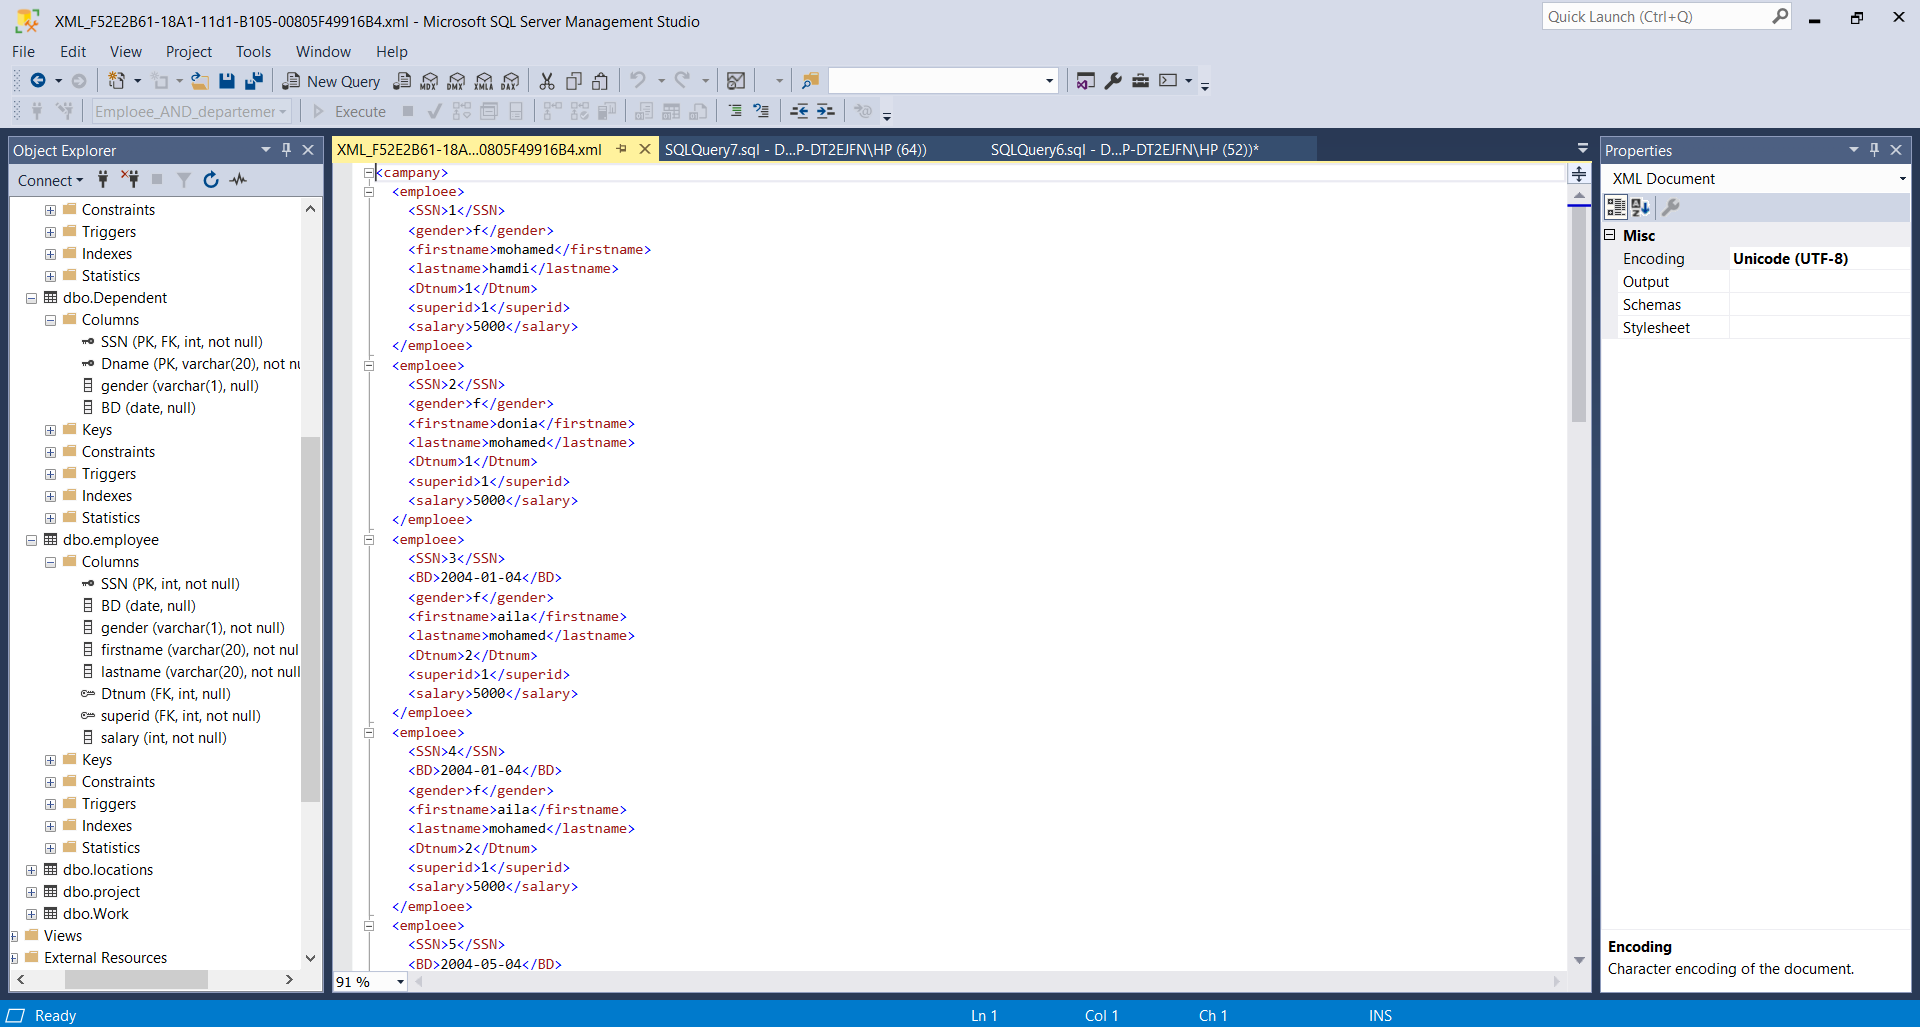 XML_F52E2B61-18A1-11d1-B105-00805F49916B4.xml - Microsoft SQL Server Management Studio
Quick Launch (Ctrl+Q)
File Edit View Project Tools Window Help
New Query MDX DMX XMLA DAX
Emploee_AND_departemer Execute
Object Explorer
Connect
Constraints
Triggers
Indexes
Statistics
dbo.Dependent
Columns
SSN (PK, FK, int, not null)
Dname (PK, varchar(20), not nu
gender (varchar(1), null)
BD (date, null)
Keys
Constraints
Triggers
Indexes
Statistics
dbo.employee
Columns
SSN (PK, int, not null)
BD (date, null)
gender (varchar(1), not null)
firstname (varchar(20), not nul
lastname (varchar(20), not null
Dtnum (FK, int, null)
superid (FK, int, not null)
salary (int, not null)
Keys
Constraints
Triggers
Indexes
Statistics
dbo.locations
dbo.project
dbo.Work
Views
External Resources
XML_F52E2B61-18A...0805F49916B4.xml SQLQuery7.sql - D...P-DT2EJFN\HP (64)) SQLQuery6.sql - D...P-DT2EJFN\HP (52))*
<campany>
<emploee>
<SSN>1</SSN>
<gender>f</gender>
<firstname>mohamed</firstname>
<lastname>hamdi</lastname>
<Dtnum>1</Dtnum>
<superid>1</superid>
<salary>5000</salary>
</emploee>
<emploee>
<SSN>2</SSN>
<gender>f</gender>
<firstname>donia</firstname>
<lastname>mohamed</lastname>
<Dtnum>1</Dtnum>
<superid>1</superid>
<salary>5000</salary>
</emploee>
<emploee>
<SSN>3</SSN>
<BD>2004-01-04</BD>
<gender>f</gender>
<firstname>aila</firstname>
<lastname>mohamed</lastname>
<Dtnum>2</Dtnum>
<superid>1</superid>
<salary>5000</salary>
</emploee>
<emploee>
<SSN>4</SSN>
<BD>2004-01-04</BD>
<gender>f</gender>
<firstname>aila</firstname>
<lastname>mohamed</lastname>
<Dtnum>2</Dtnum>
<superid>1</superid>
<salary>5000</salary>
</emploee>
<emploee>
<SSN>5</SSN>
<BD>2004-05-04</BD>
91 %
Properties
XML Document
Misc
Encoding Unicode (UTF-8)
Output
Schemas
Stylesheet
Encoding
Character encoding of the document.
Ready Ln 1 Col 1 Ch 1 INS